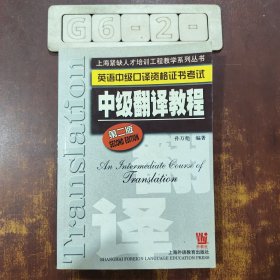 G6-2-
上海紧缺人才培训工程教学系列丛书
英语中级口译资格证书考试
中级翻译教程
第二版
SECOND EDITION
编著
An Intermediate Course of
Translation
Translation
译
上海外语教育出版社
SHANGHAI FOREIGN LANGUAGE EDUCATION PRESS